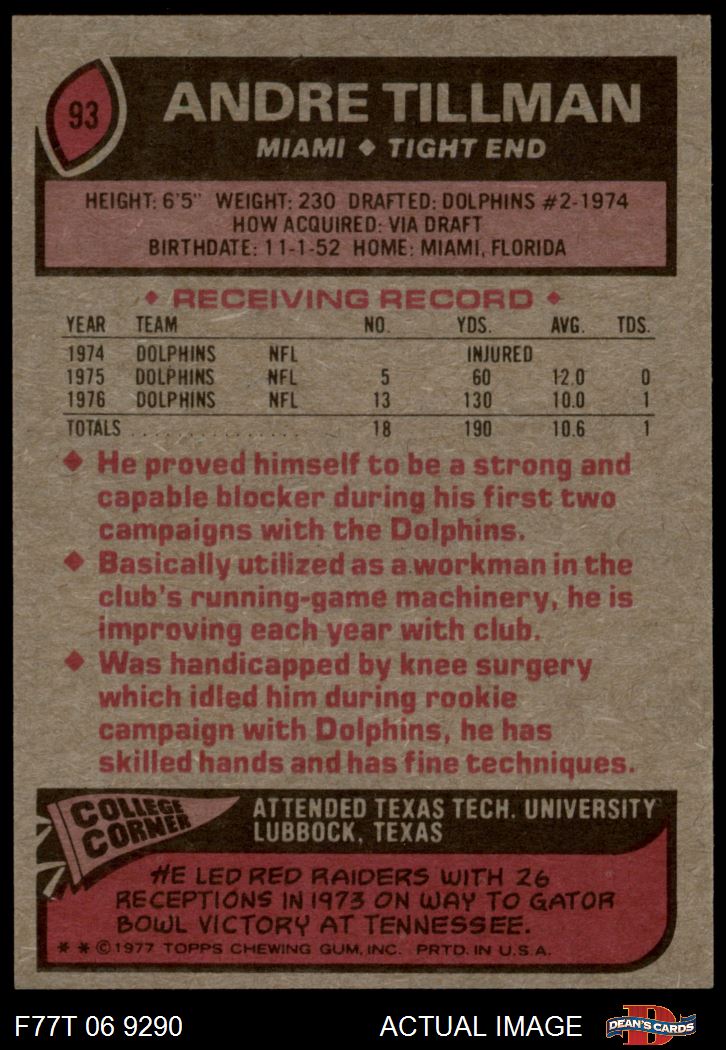 93
ANDRE TILLMAN
MIAMI ◆ TIGHT END
HEIGHT: 6'5" WEIGHT: 230 DRAFTED: DOLPHINS #2-1974
HOW ACQUIRED: VIA DRAFT
BIRTHDATE: 11-1-52 HOME: MIAMI, FLORIDA
◆ RECEIVING RECORD ◆
YEAR TEAM NO. YDS. AVG. TDS.
1974 DOLPHINS NFL INJURED
1975 DOLPHINS NFL 5 60 12.0 0
1976 DOLPHINS NFL 13 130 10.0 1
TOTALS . . . . . . . . . . . . . . . . 18 190 10.6 1
◆ He proved himself to be a strong and
capable blocker during his first two
campaigns with the Dolphins.
◆ Basically utilized as a workman in the
club's running-game machinery, he is
improving each year with club.
◆ Was handicapped by knee surgery
which idled him during rookie
campaign with Dolphins, he has
skilled hands and has fine techniques.
COLLEGE
CORNER
ATTENDED TEXAS TECH. UNIVERSITY
LUBBOCK, TEXAS
HE LED RED RAIDERS WITH 26
RECEPTIONS IN 1973 ON WAY TO GATOR
BOWL VICTORY AT TENNESSEE.
* * © 1977 TOPPS CHEWING GUM, INC. PRTD. IN U.S.A.
F77T 06 9290 ACTUAL IMAGE
D
DEAN'S CARDS